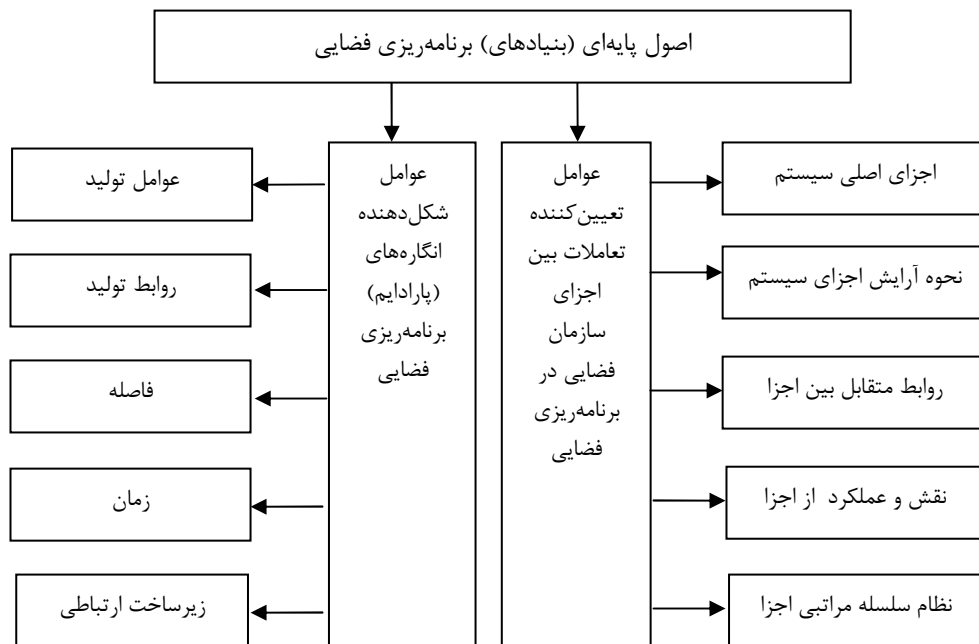 اصول پایه‌ای (بنیادهای) برنامه‌ریزی فضایی
عوامل
تعیین‌کننده
تعاملات بین
اجزای
سازمان
فضایی در
برنامه‌ریزی
فضایی
اجزای اصلی سیستم
نحوه آرایش اجزای سیستم
روابط متقابل بین اجزا
نقش و عملکرد از اجزا
نظام سلسله مراتبی اجزا
عوامل
شکل‌دهنده
انگاره‌های
(پارادایم)
برنامه‌ریزی
فضایی
عوامل تولید
روابط تولید
فاصله
زمان
زیرساخت ارتباطی